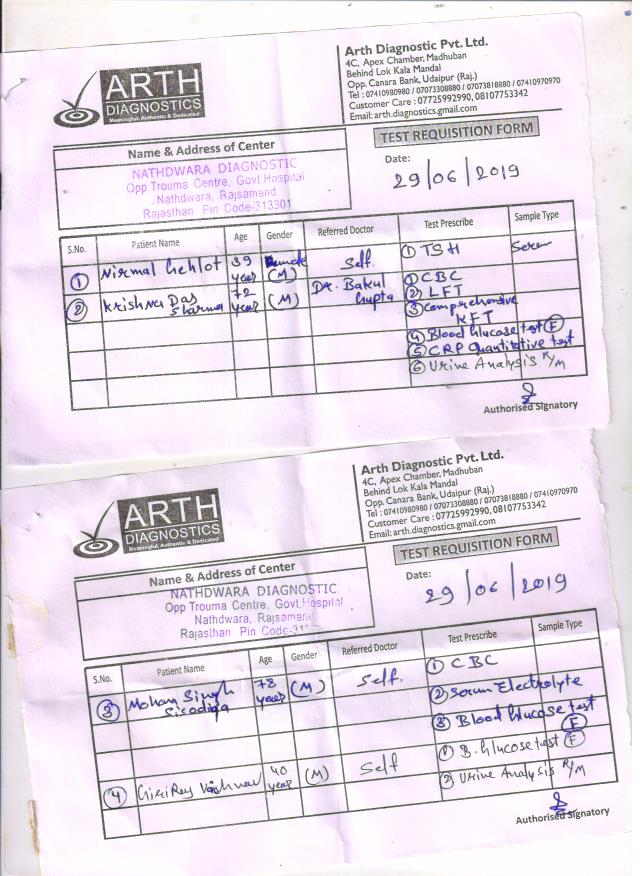 ARTH
DIAGNOSTICS
Meaningful, Authentic & Dedicated
Arth Diagnostic Pvt. Ltd.
4C, Apex Chamber, Madhuban
Behind Lok Kala Mandal
Opp. Canara Bank, Udaipur (Raj.)
Tel : 07410980980 / 07073308880 / 07073818880 / 07410970970
Customer Care : 07725992990, 08107753342
Email: arth.diagnostics.gmail.com
TEST REQUISITION FORM
Name & Address of Center
NATHDWARA DIAGNOSTIC
Opp Trouma Centre, Govt.Hospital
Nathdwara, Rajsamand
Rajasthan Pin Code-313301
Date:
29/06/2019
S.No. Patient Name Age Gender Referred Doctor Test Prescribe Sample Type
① Nirmal Gehlot 39 year (M) Self. ① TSH
② Krishna Das Sharma 72 year (M) Dr. Bakul Gupta ① CBC
② LFT
③ Comprehensive
KFT
④ Blood Glucose test Ⓕ
⑤ CRP Quantitative test
⑥ Urine Analysis R/M
Authorised Signatory
ARTH
DIAGNOSTICS
Meaningful, Authentic & Dedicated
Arth Diagnostic Pvt. Ltd.
4C, Apex Chamber, Madhuban
Behind Lok Kala Mandal
Opp. Canara Bank, Udaipur (Raj.)
Tel : 07410980980 / 07073308880 / 07073818880 / 07410970970
Customer Care : 07725992990, 08107753342
Email: arth.diagnostics.gmail.com
TEST REQUISITION FORM
Name & Address of Center
NATHDWARA DIAGNOSTIC
Opp Trouma Centre, Govt.Hospital
Nathdwara, Rajsamand
Rajasthan Pin Code-31
Date:
29/06/2019
S.No. Patient Name Age Gender Referred Doctor Test Prescribe Sample Type
③ Mohan Singh 78 year (M) Self. ① CBC
② Serum Electrolyte
③ Blood Glucose test
Ⓕ
① B. Glucose test Ⓕ
④ Vaishnav 40 year (M) Self ② Urine Analysis R/M
Authorised Signatory